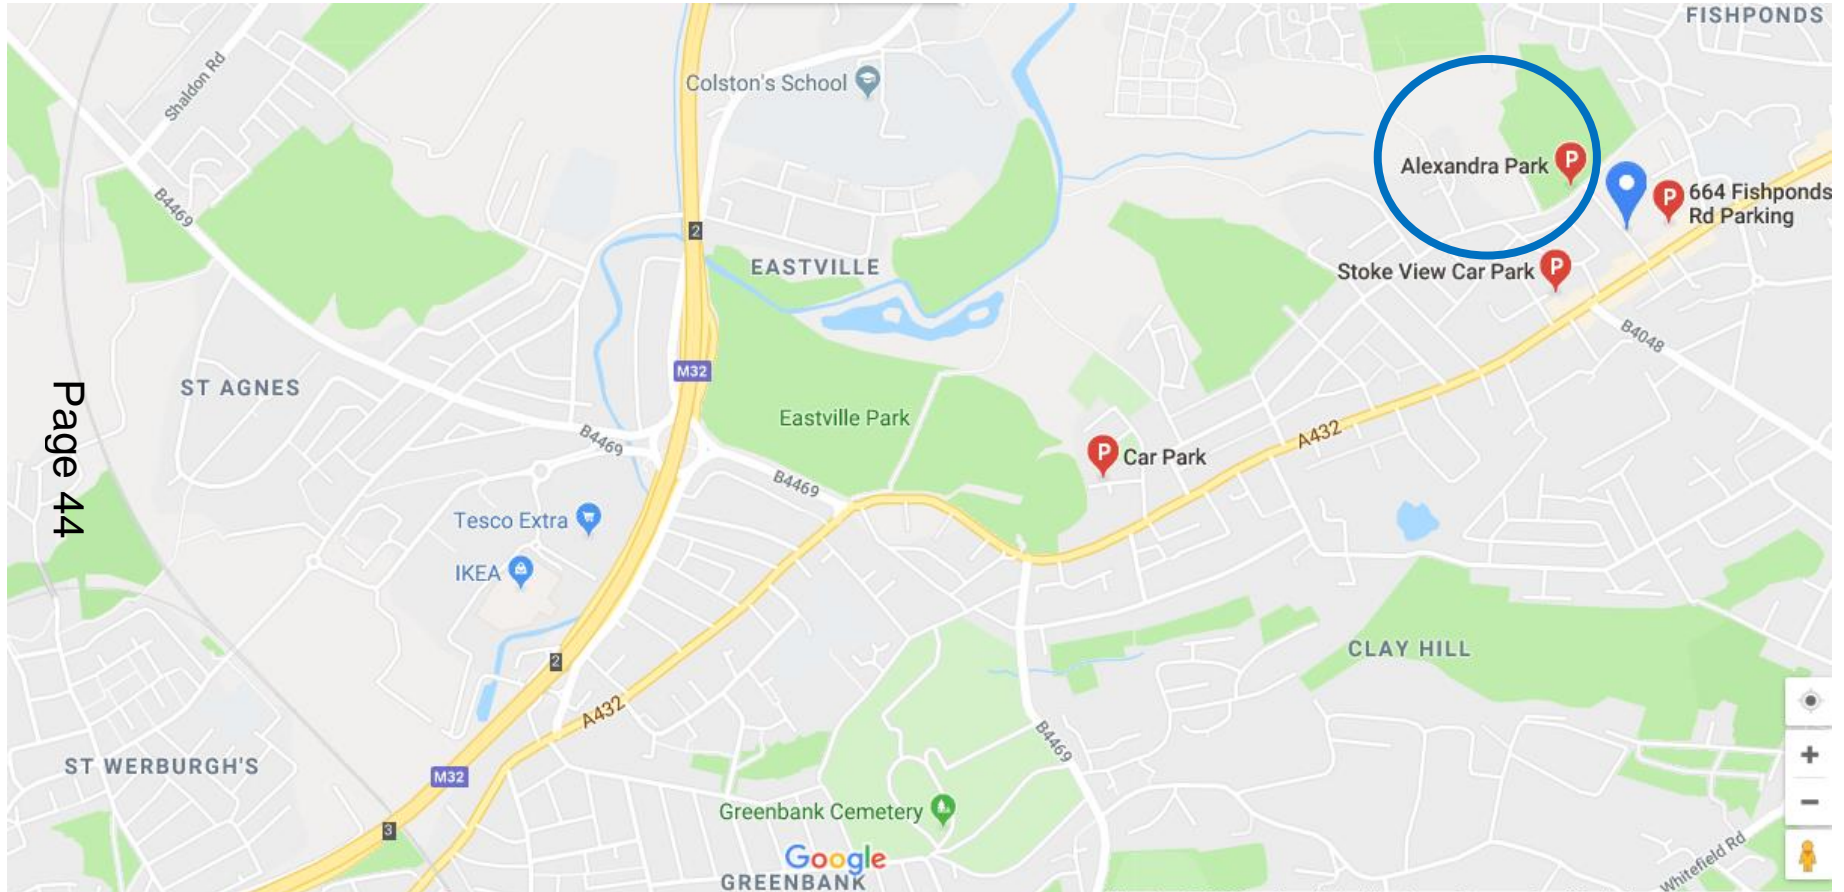 FISHPONDS
Shaldon Rd
Colston's School
Alexandra Park
P
P
664 Fishponds
Rd Parking
B4469
2
EASTVILLE
Stoke View Car Park
P
B4048
M32
ST AGNES
Page 44
Eastville Park
A432
B4469
P
Car Park
B4469
Tesco Extra
IKEA
CLAY HILL
2
A432
B4469
ST WERBURGH'S
M32
Greenbank Cemetery
3
Google
GREENBANK
Whitefield Rd
+
−